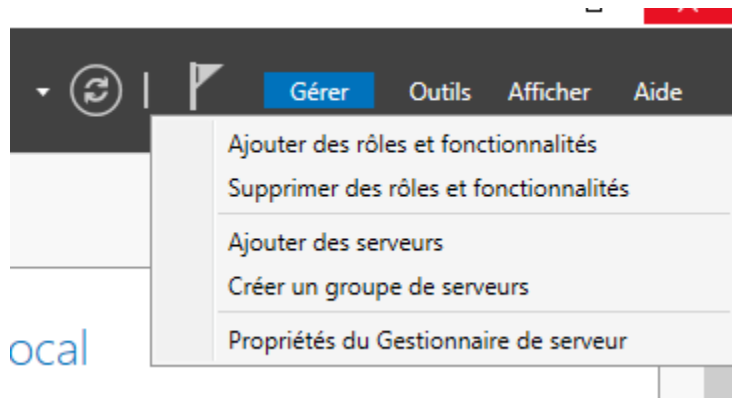 Gérer Outils Afficher Aide
Ajouter des rôles et fonctionnalités
Supprimer des rôles et fonctionnalités
Ajouter des serveurs
Créer un groupe de serveurs
Propriétés du Gestionnaire de serveur
ocal